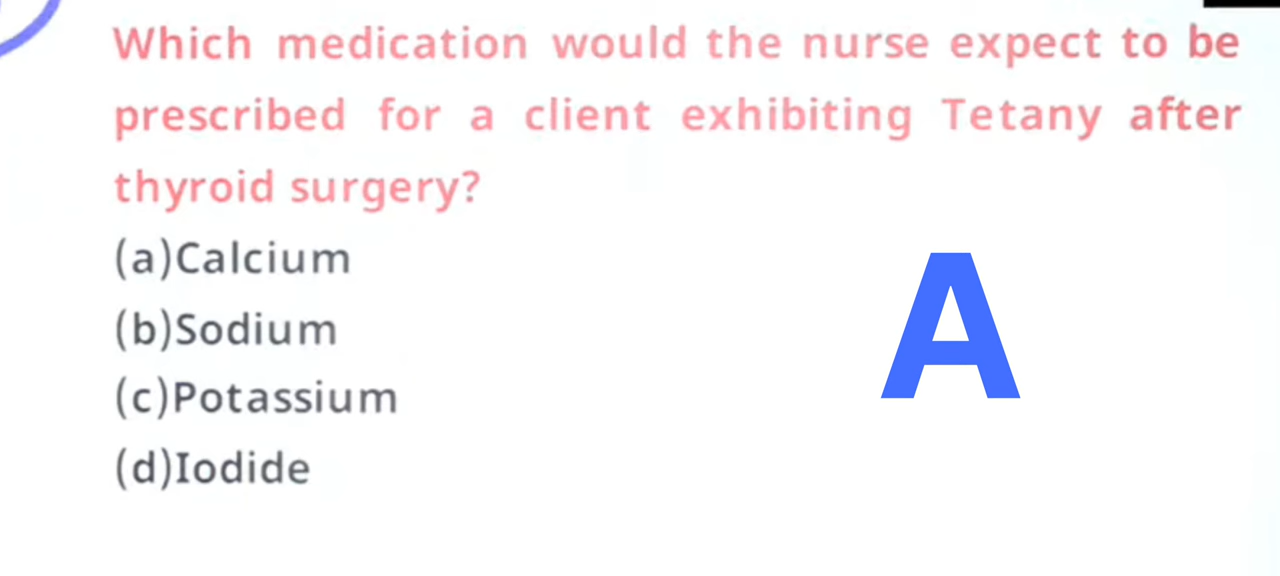 Which medication would the nurse expect to be
prescribed for a client exhibiting Tetany after
thyroid surgery?
(a)Calcium
(b)Sodium
(c)Potassium
(d)Iodide
A